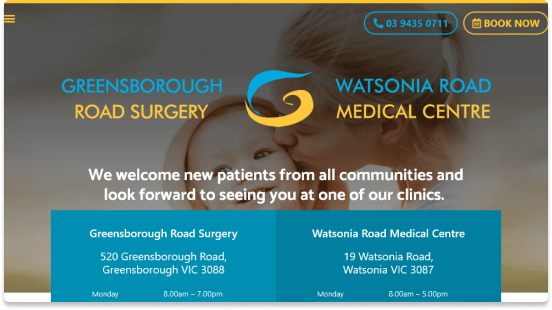 03 9435 0711
BOOK NOW
GREENSBOROUGH
ROAD SURGERY
WATSONIA ROAD
MEDICAL CENTRE
We welcome new patients from all communities and
look forward to seeing you at one of our clinics.
Greensborough Road Surgery
520 Greensborough Road,
Greensborough VIC 3088
Monday 8.00am – 7.00pm
Watsonia Road Medical Centre
19 Watsonia Road,
Watsonia VIC 3087
Monday 8.00am – 5.00pm